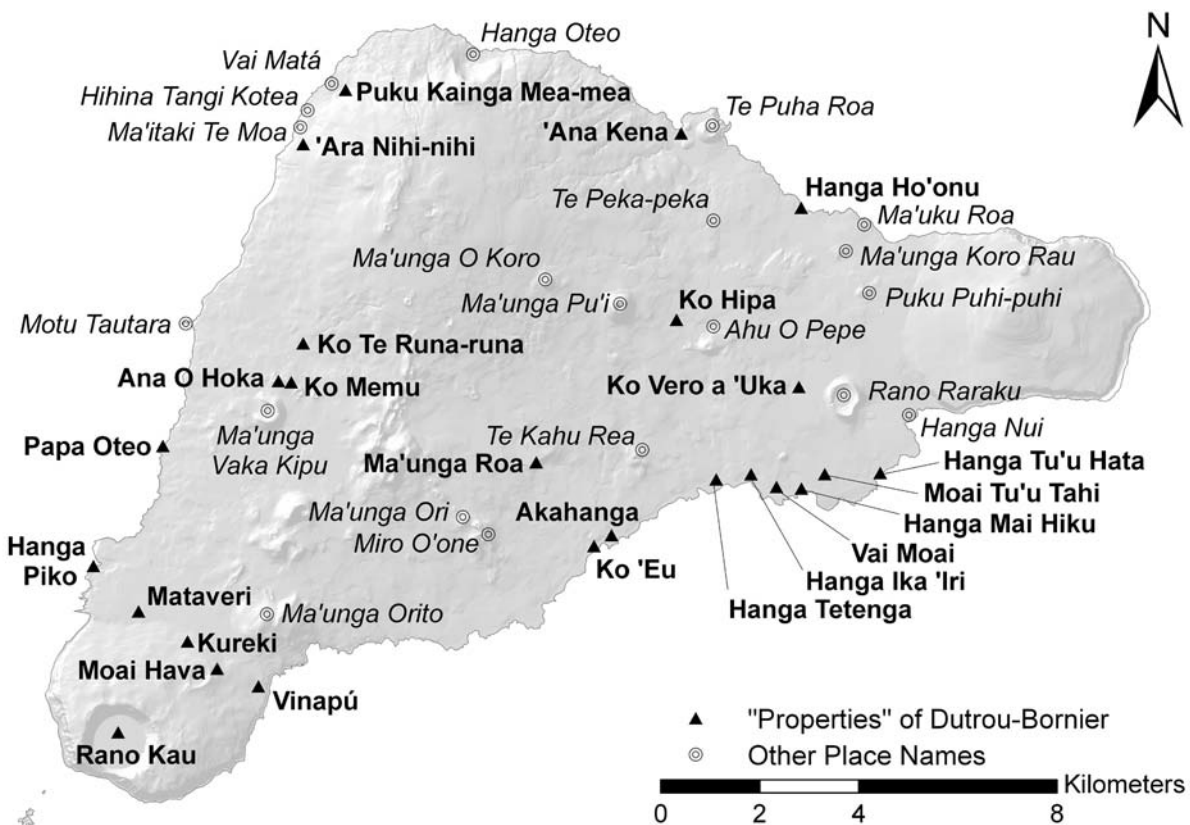 N
Hanga Oteo
Vai Matá
Puku Kainga Mea-mea
Hihina Tangi Kotea
Ma'itaki Te Moa
'Ara Nihi-nihi
'Ana Kena
Te Puha Roa
Hanga Ho'onu
Te Peka-peka
Ma'uku Roa
Ma'unga O Koro
Ma'unga Koro Rau
Ma'unga Pu'i
Ko Hipa
Puku Puhi-puhi
Motu Tautara
Ahu O Pepe
Ko Te Runa-runa
Ana O Hoka
Ko Memu
Ko Vero a 'Uka
Rano Raraku
Ma'unga
Vaka Kipu
Te Kahu Rea
Hanga Nui
Papa Oteo
Ma'unga Roa
Hanga Tu'u Hata
Moai Tu'u Tahi
Ma'unga Ori
Akahanga
Hanga Mai Hiku
Miro O'one
Hanga
Piko
Ko 'Eu
Vai Moai
Hanga Ika 'Iri
Hanga Tetenga
Mataveri
Ma'unga Orito
Kureki
Moai Hava
Vinapú
Rano Kau
"Properties" of Dutrou-Bornier
Other Place Names
Kilometers
0 2 4 8